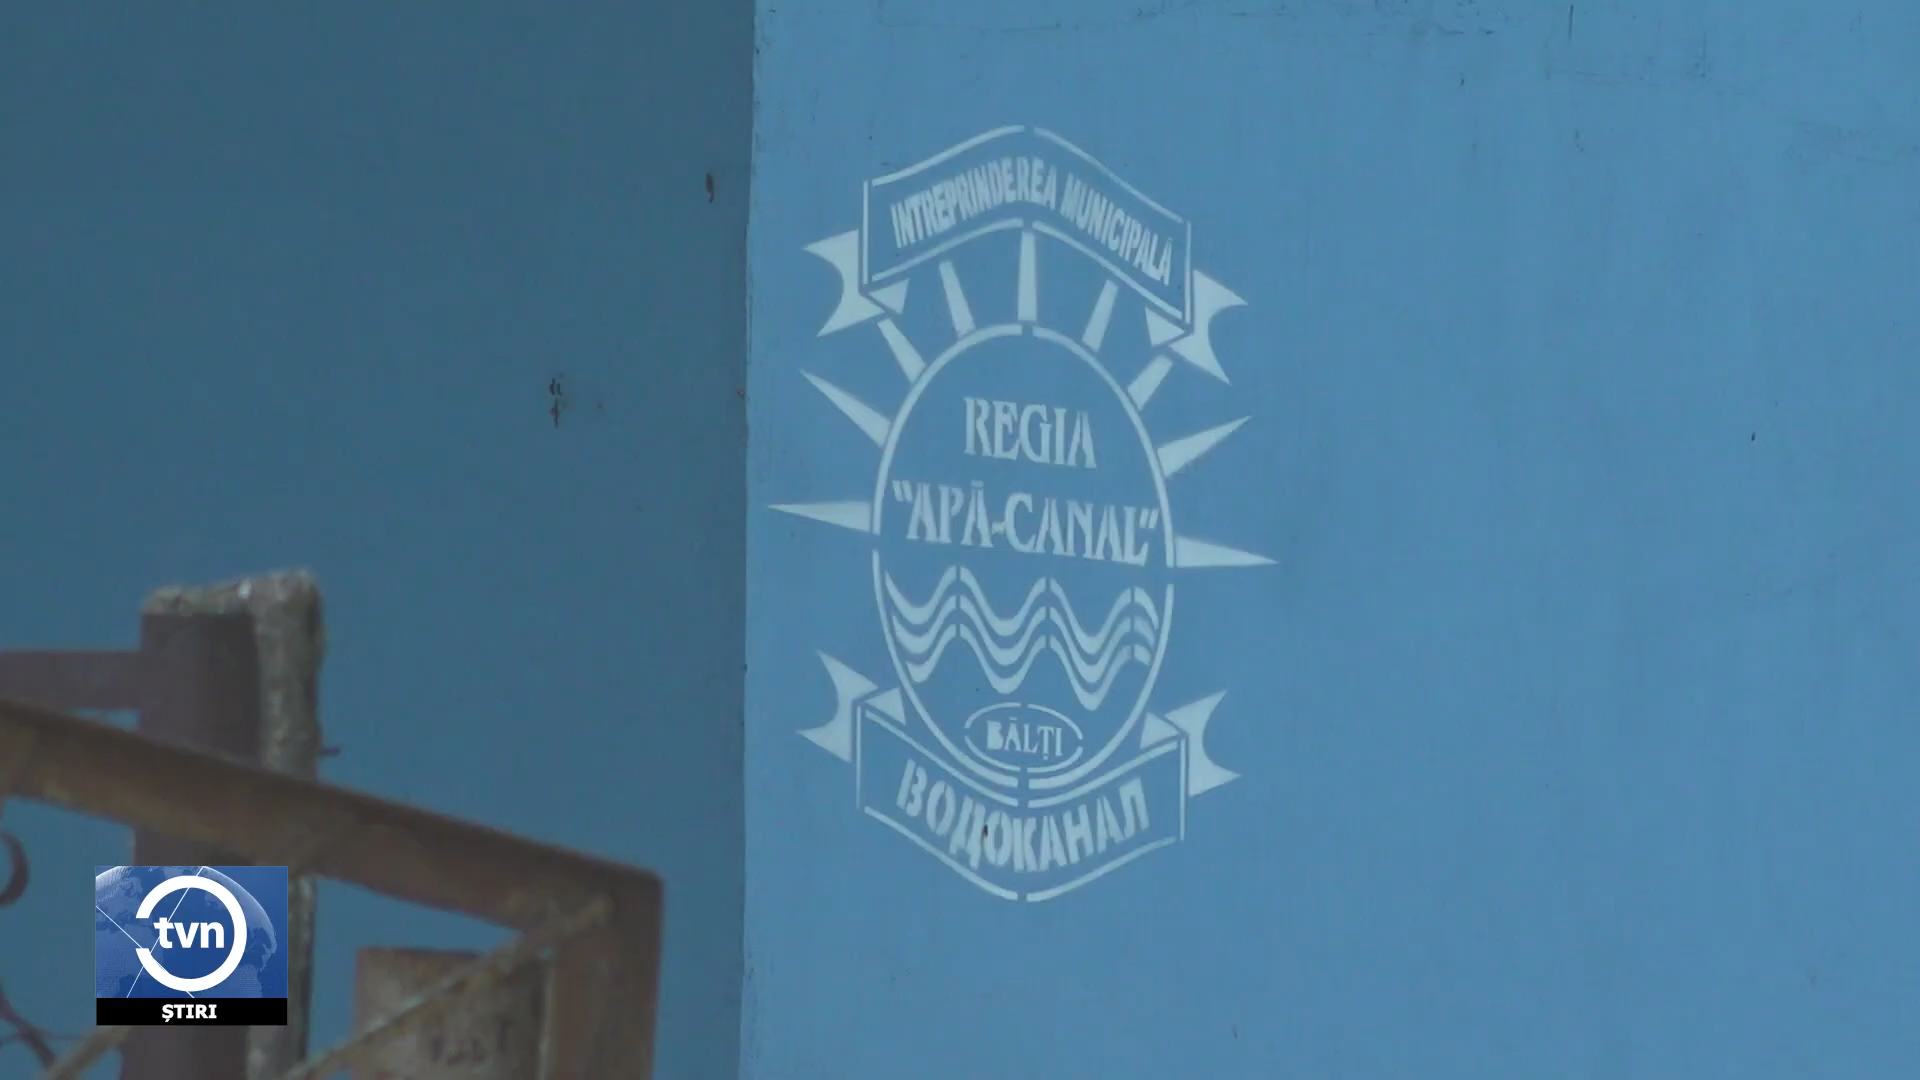 INTREPRINDEREA MUNICIPALĂ
REGIA
"APĂ-CANAL"
BĂLȚI
ВОДОКАНАЛ
tvn
ȘTIRI